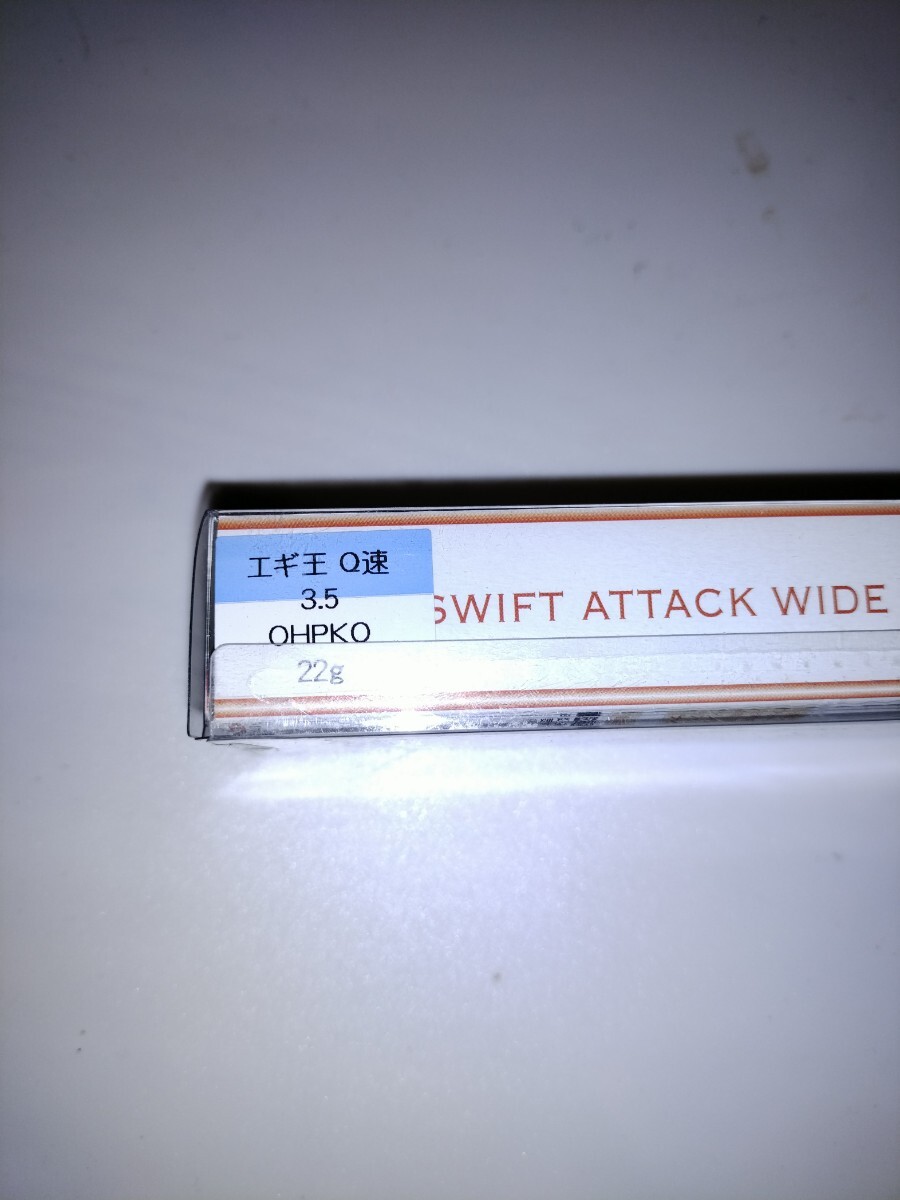 エギ王 Q速
3.5
OHPKO
22g
SWIFT ATTACK WIDE